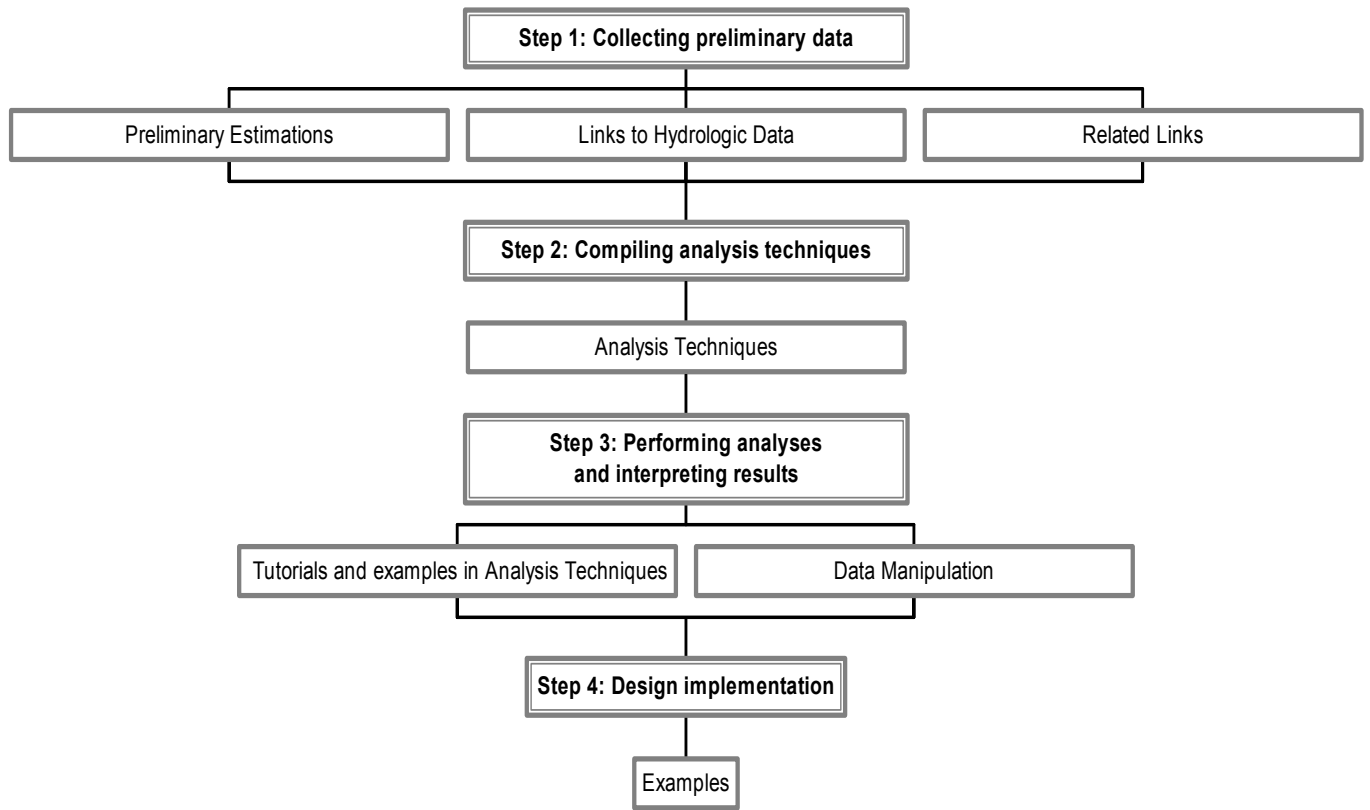 Step 1: Collecting preliminary data
Preliminary Estimations
Links to Hydrologic Data
Related Links
Step 2: Compiling analysis techniques
Analysis Techniques
Step 3: Performing analyses
and interpreting results
Tutorials and examples in Analysis Techniques
Data Manipulation
Step 4: Design implementation
Examples